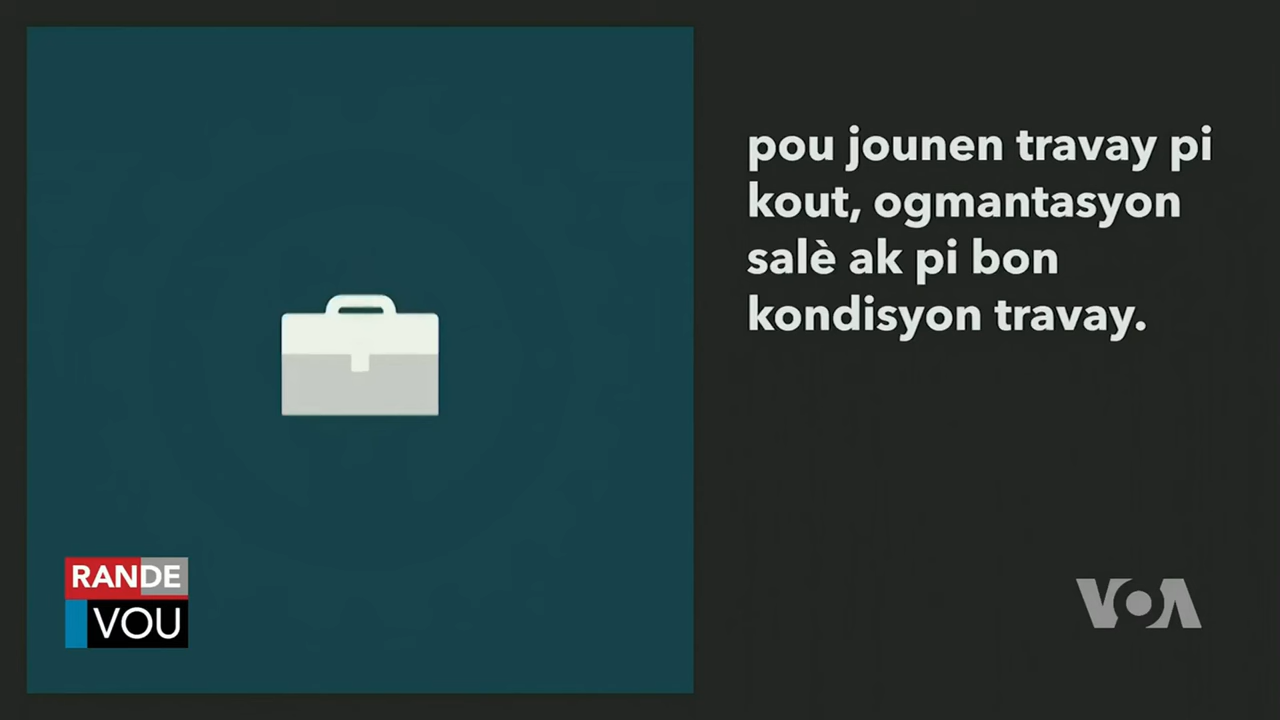 pou jounen travay pi
kout, ogmantasyon
salè ak pi bon
kondisyon travay.
RANDE
VOU
VOA